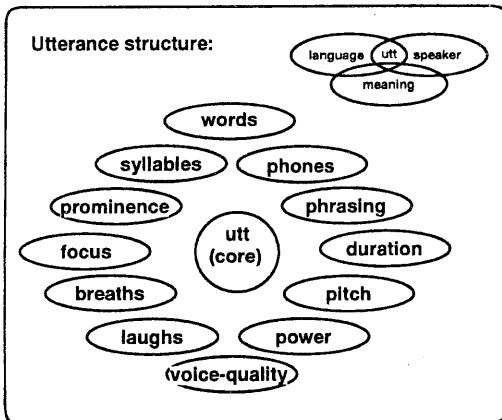 Utterance structure:
language utt speaker
meaning
words
syllables phones
prominence phrasing
utt
(core)
focus duration
breaths pitch
laughs power
voice-quality